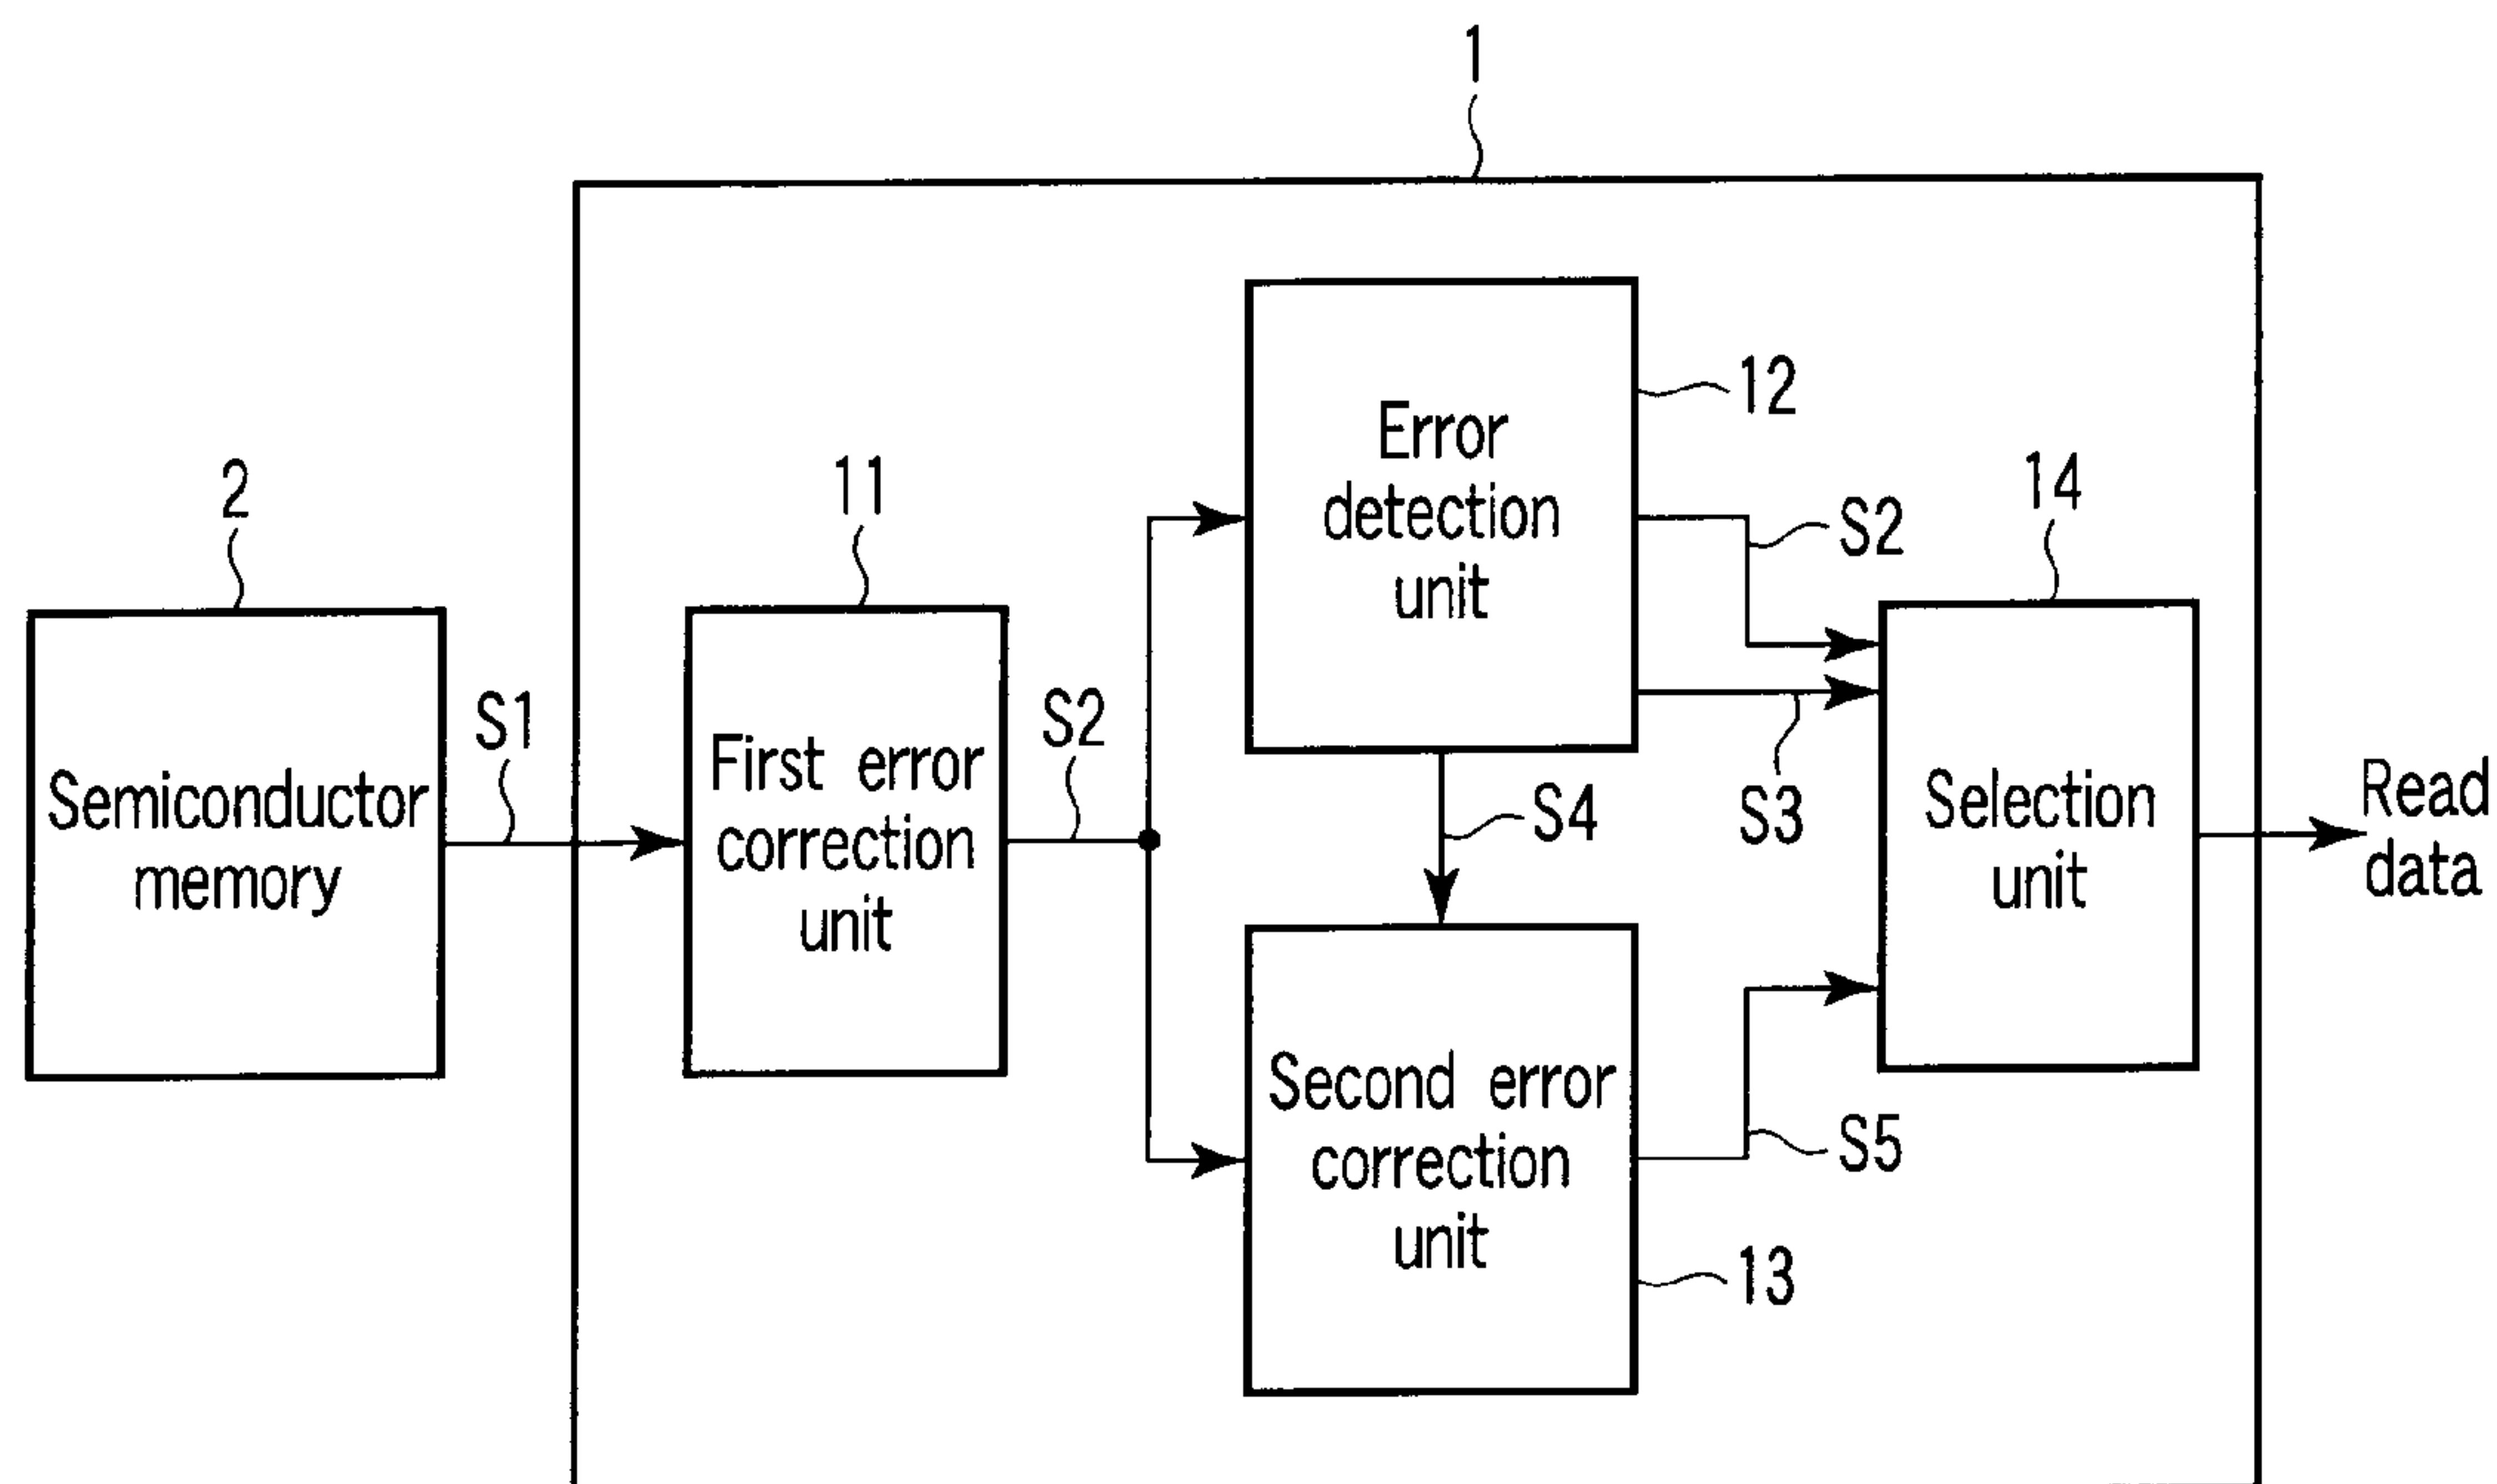 1
2
Semiconductor
memory
S1
11
First error
correction
unit
S2
12
Error
detection
unit
S2
S3
S4
13
Second error
correction
unit
S5
14
Selection
unit
Read
data